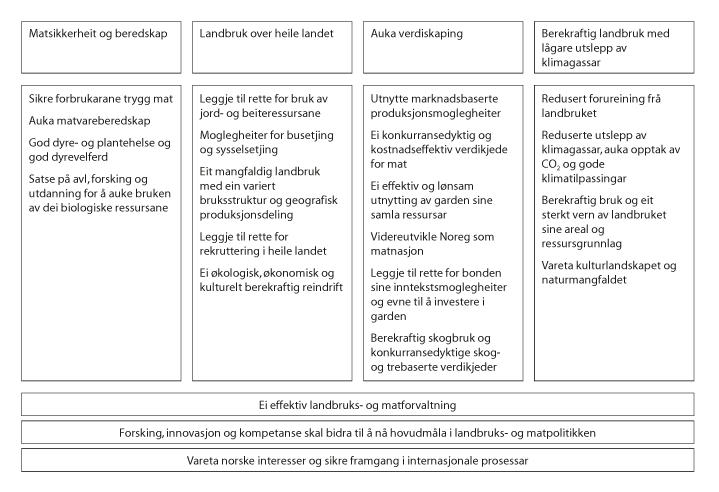 Matsikkerheit og beredskap
Landbruk over heile landet
Auka verdiskaping
Berekraftig landbruk med
lågare utslepp av
klimagassar
Sikre forbrukarane trygg mat
Auka matvareberedskap
God dyre- og plantehelse og
god dyrevelferd
Satse på avl, forsking og
utdanning for å auke bruken
av dei biologiske ressursane
Leggje til rette for bruk av
jord- og beiteressursane
Moglegheiter for busetjing
og sysselsetjing
Eit mangfaldig landbruk
med ein variert
bruksstruktur og geografisk
produksjonsdeling
Leggje til rette for
rekruttering i heile landet
Ei økologisk, økonomisk og
kulturelt berekraftig reindrift
Utnytte marknadsbaserte
produksjonsmoglegheiter
Ei konkurransedyktig og
kostnadseffektiv verdikjede
for mat
Ei effektiv og lønsam
utnytting av garden sine
samla ressursar
Vidareutvikle Noreg som
matnasjon
Leggje til rette for bonden
sine inntektsmoglegheiter
og evne til å investere i
garden
Berekraftig skogbruk og
konkurransedyktige skog-
og trebaserte verdikjeder
Redusert forureining frå
landbruket
Reduserte utslepp av
klimagassar, auka opptak av
CO₂ og gode
klimatilpassingar
Berekraftig bruk og eit
sterkt vern av landbruket
sine areal og
ressursgrunnlag
Vareta kulturlandskapet og
naturmangfaldet
Ei effektiv landbruks- og matforvaltning
Forsking, innovasjon og kompetanse skal bidra til å nå hovudmåla i landbruks- og matpolitikken
Vareta norske interesser og sikre framgang i internasjonale prosessar